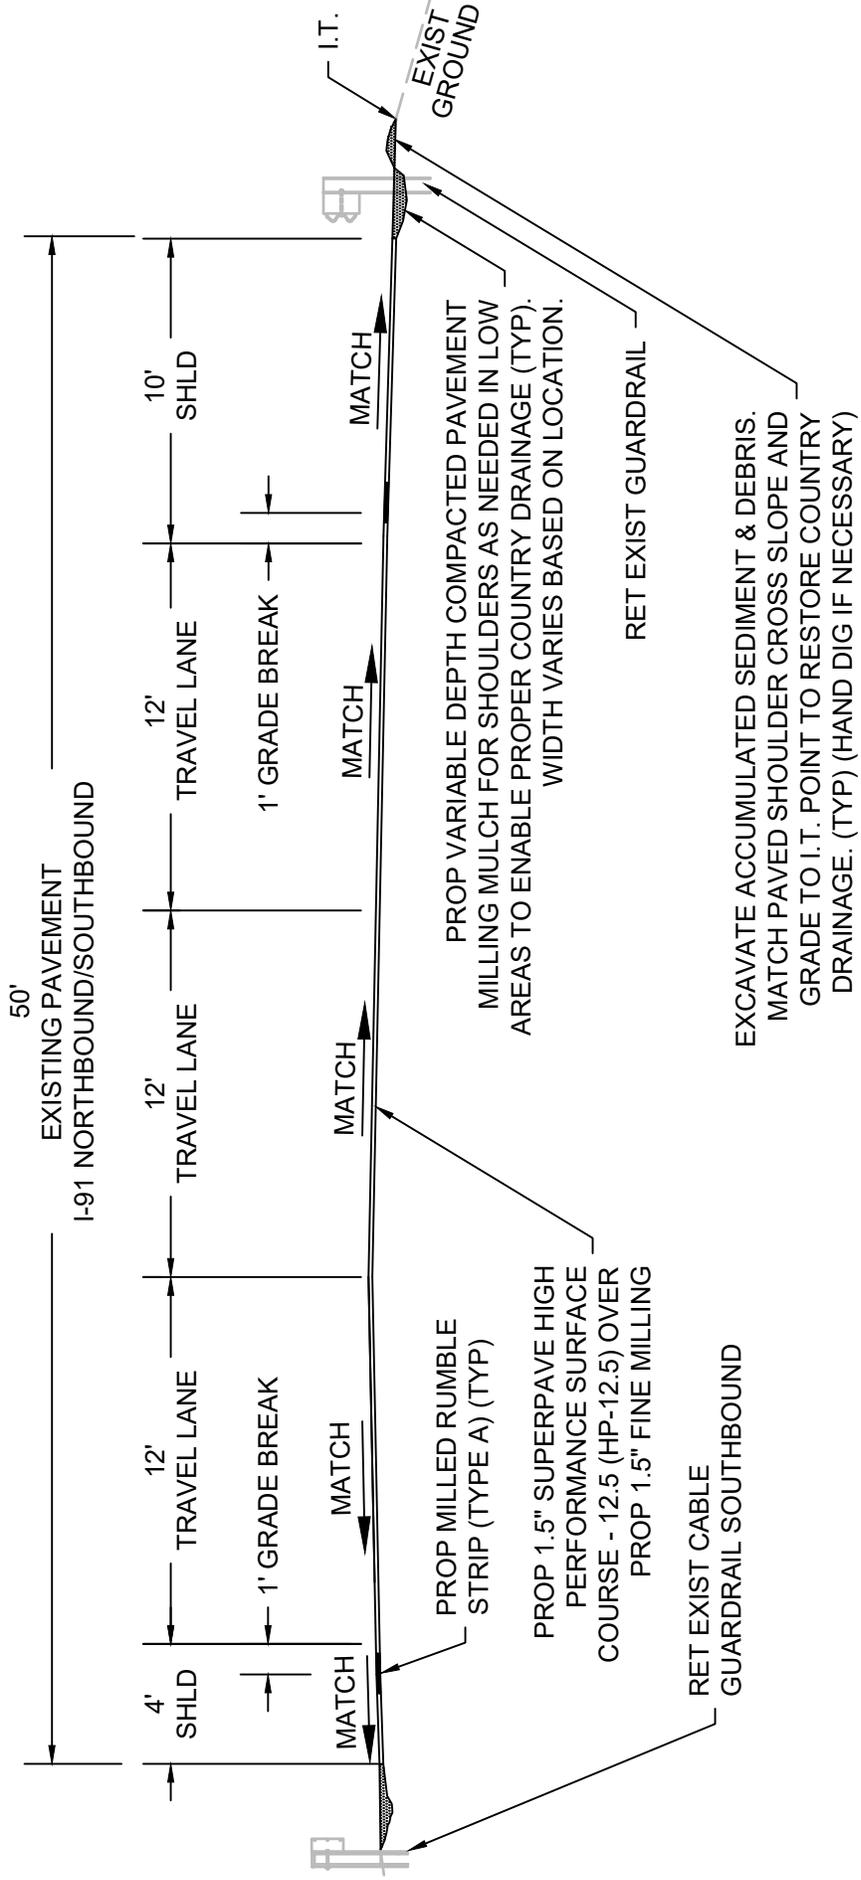 50'
EXISTING PAVEMENT
I-91 NORTHBOUND/SOUTHBOUND
4'
SHLD
12'
TRAVEL LANE
12'
TRAVEL LANE
12'
TRAVEL LANE
10'
SHLD
1' GRADE BREAK
1' GRADE BREAK
MATCH
MATCH
MATCH
MATCH
MATCH
I.T.
EXIST
GROUND
PROP MILLED RUMBLE
STRIP (TYPE A) (TYP)
PROP 1.5" SUPERPAVE HIGH
PERFORMANCE SURFACE
COURSE - 12.5 (HP-12.5) OVER
PROP 1.5" FINE MILLING
RET EXIST CABLE
GUARDRAIL SOUTHBOUND
PROP VARIABLE DEPTH COMPACTED PAVEMENT
MILLING MULCH FOR SHOULDERS AS NEEDED IN LOW
AREAS TO ENABLE PROPER COUNTRY DRAINAGE (TYP).
WIDTH VARIES BASED ON LOCATION.
RET EXIST GUARDRAIL
EXCAVATE ACCUMULATED SEDIMENT & DEBRIS.
MATCH PAVED SHOULDER CROSS SLOPE AND
GRADE TO I.T. POINT TO RESTORE COUNTRY
DRAINAGE. (TYP) (HAND DIG IF NECESSARY)